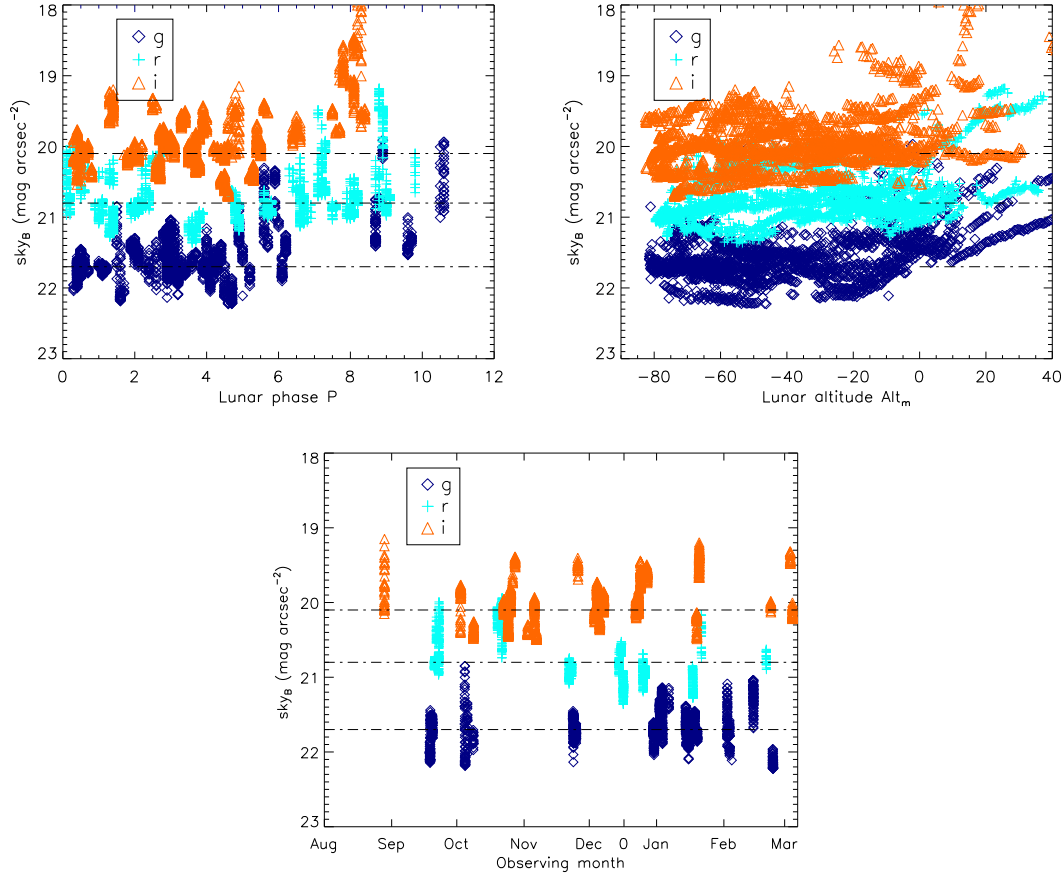 18
19
20
21
22
23
sky_B (mag arcsec^−2)
g
r
i
0 2 4 6 8 10 12
Lunar phase P
18
19
20
21
22
23
sky_B (mag arcsec^−2)
g
r
i
−80 −60 −40 −20 0 20 40
Lunar altitude Alt_m
18
19
20
21
22
23
sky_B (mag arcsec^−2)
g
r
i
Aug Sep Oct Nov Dec 0 Jan Feb Mar
Observing month